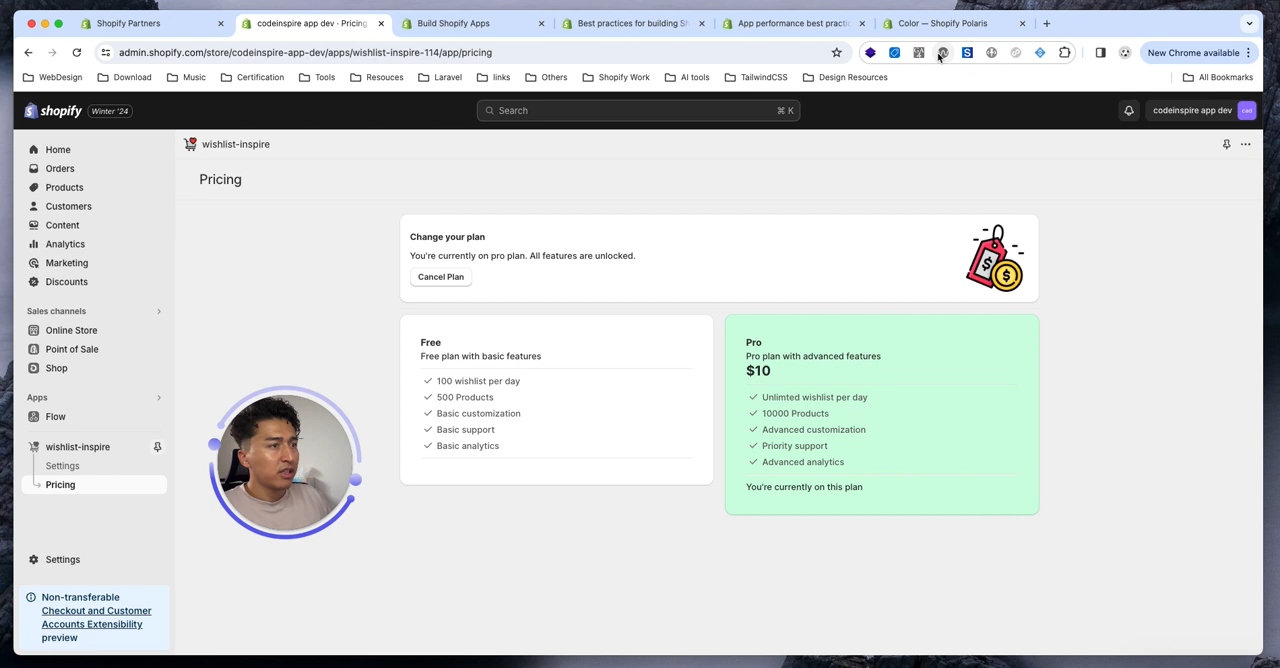 Shopify Partners
codeinspire app dev · Pricing
Build Shopify Apps
Best practices for building Sh
App performance best practi
Color — Shopify Polaris
admin.shopify.com/store/codeinspire-app-dev/apps/wishlist-inspire-114/app/pricing
New Chrome available
WebDesign
Download
Music
Certification
Tools
Resouces
Laravel
links
Others
Shopify Work
AI tools
TailwindCSS
Design Resources
All Bookmarks
shopify
Winter '24
Search
⌘ K
codeinspire app dev
cad
Home
Orders
Products
Customers
Content
Analytics
Marketing
Discounts
Sales channels
Online Store
Point of Sale
Shop
Apps
Flow
wishlist-inspire
Settings
Pricing
Settings
Non-transferable
Checkout and Customer
Accounts Extensibility
preview
wishlist-inspire
Pricing
Change your plan
You're currently on pro plan. All features are unlocked.
Cancel Plan
Free
Free plan with basic features
100 wishlist per day
500 Products
Basic customization
Basic support
Basic analytics
Pro
Pro plan with advanced features
$10
Unlimted wishlist per day
10000 Products
Advanced customization
Priority support
Advanced analytics
You're currently on this plan